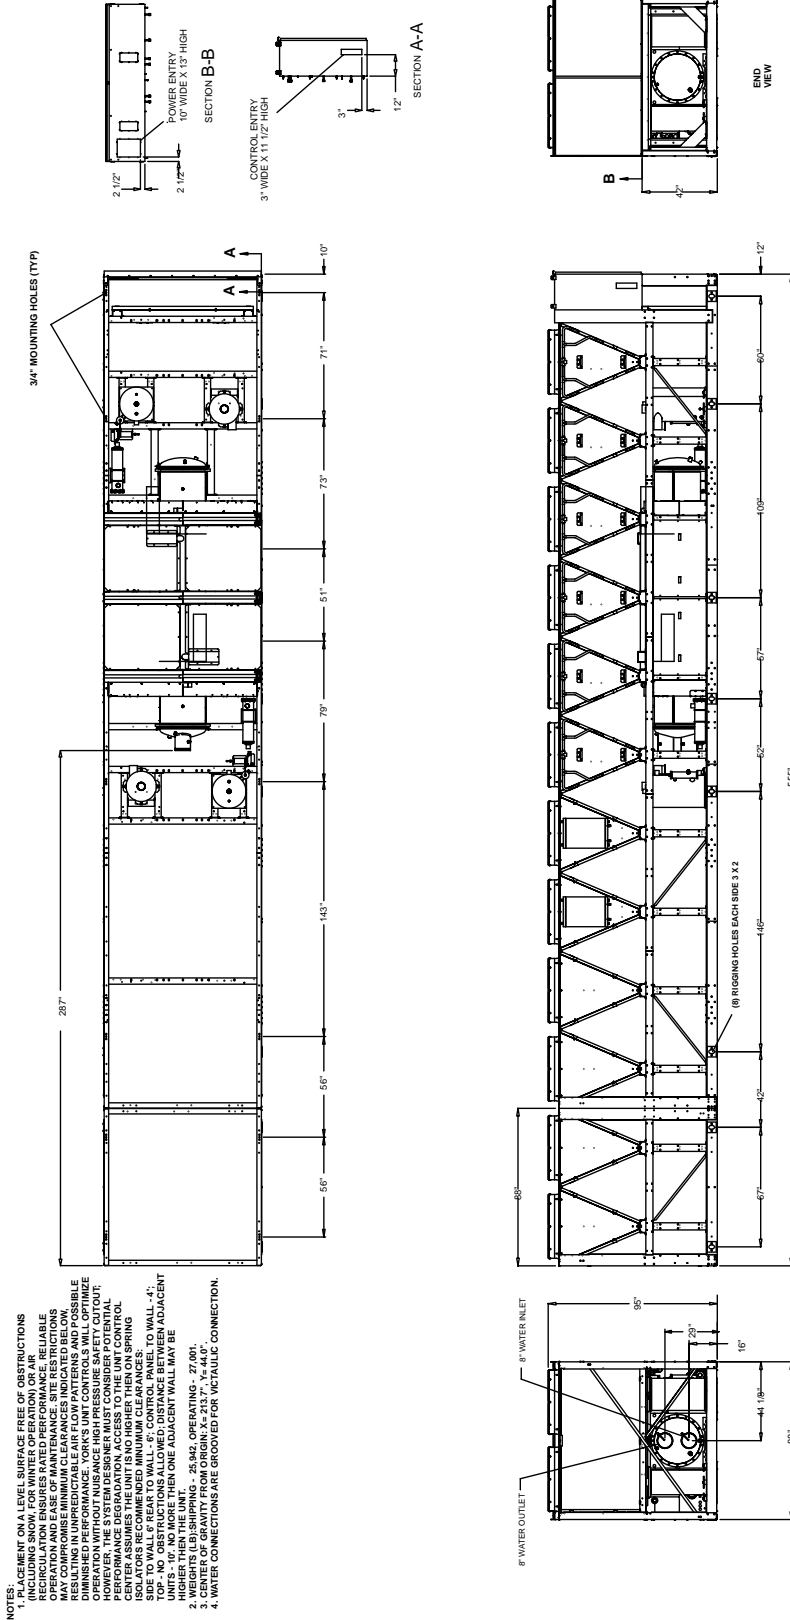 NOTES:
1. PLACEMENT ON A LEVEL SURFACE FREE OF OBSTRUCTIONS
(INCLUDING SNOW, FOR WINTER OPERATION) OR AIR
RECIRCULATION ENSURES RATED PERFORMANCE, RELIABLE
OPERATION AND EASE OF MAINTENANCE. SITE RESTRICTIONS
MAY COMPROMISE MINIMUM CLEARANCES INDICATED BELOW,
RESULTING IN UNPREDICTABLE AIR FLOW PATTERNS AND POSSIBLE
DIMINISHED PERFORMANCE. YORK'S UNIT CONTROLS WILL OPTIMIZE
OPERATION WITHOUT NUISANCE HIGH PRESSURE SAFETY CUTOUT;
HOWEVER, THE SYSTEM DESIGNER MUST CONSIDER POTENTIAL
PERFORMANCE DEGRADATION. ACCESS TO THE UNIT CONTROL
CENTER ASSUMES THE UNIT IS NO HIGHER THEN ON SPRING
ISOLATORS RECOMMENDED MINUMUM CLEARANCES:
SIDE TO WALL 6' REAR TO WALL - 6'; CONTROL PANEL TO WALL - 4';
TOP - NO OBSTRUCTIONS ALLOWED; DISTANCE BETWEEN ADJACENT
UNITS - 10'. NO MORE THEN ONE ADJACENT WALL MAY BE
HIGHER THEN THE UNIT.
2. WEIGHTS (LB):SHIPPING - 25,942, OPERATING - 27,001.
3. CENTER OF GRAVITY FROM ORIGIN: X= 213.7", Y= 44.0".
4. WATER CONNECTIONS ARE GROOVED FOR VICTAULIC CONNECTION.
287"
3/4" MOUNTING HOLES (TYP)
A
A
56"
56"
143"
79"
51"
73"
71"
10"
2 1/2"
2 1/2"
POWER ENTRY
10" WIDE X 13" HIGH
SECTION B-B
CONTROL ENTRY
3" WIDE X 11 1/2" HIGH
3"
12"
SECTION A-A
8" WATER OUTLET
8" WATER INLET
95"
29"
16"
44 1/8"
88"
67"
42"
146"
52"
57"
109"
60"
12"
(8) RIGGING HOLES EACH SIDE 3 X 2
B
42"
END
VIEW